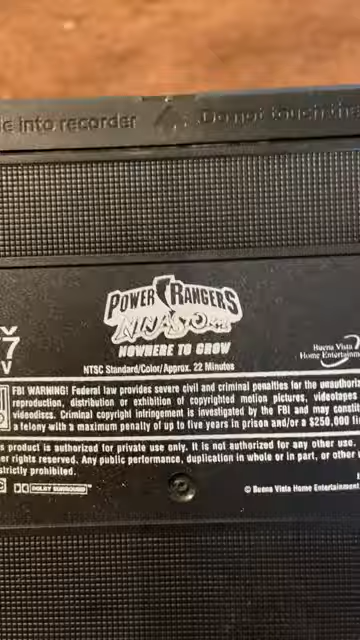 e into recorder
Do not touch the
POWER RANGERS
NINJA STORM
NOWHERE TO GROW
7
V
NTSC Standard/Color/Approx. 22 Minutes
Buena Vista
Home Entertainm
FBI WARNING! Federal law provides severe civil and criminal penalties for the unauthor
reproduction, distribution or exhibition of copyrighted motion pictures, videotapes
videodiscs. Criminal copyright infringement is investigated by the FBI and may consti
a felony with a maximum penalty of up to five years in prison and/or a $250,000 fi
s product is authorized for private use only. It is not authorized for any other use.
er rights reserved. Any public performance, duplication in whole or in part, or other
strictly prohibited.
DOLBY SURROUND
© Buena Vista Home Entertainment